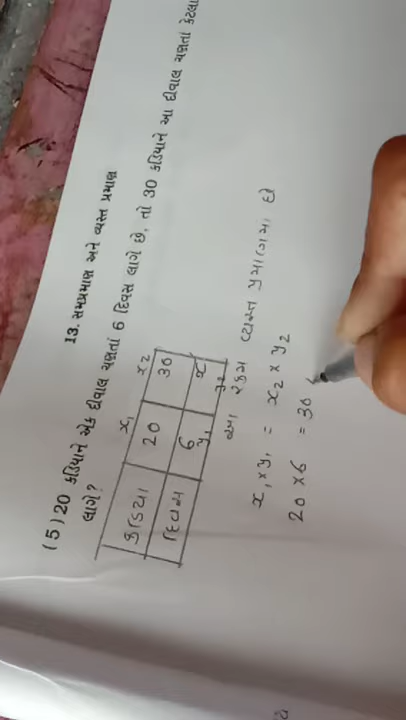 13. સમપ્રમાણ અને વ્યસ્ત પ્રમાણ
(5) 20 કડિયાને એક દીવાલ ચણતાં 6 દિવસ લાગે છે, તો 30 કડિયાને આ દીવાલ ચણતાં કેટલા
લાગે?
x₁ x₂
કડિયા 20 30
દિવસ 6 x
y₁ y₂
આ રકમ વ્યસ્ત પ્રમાણમાં છે
x₁ × y₁ = x₂ × y₂
20 × 6 = 30